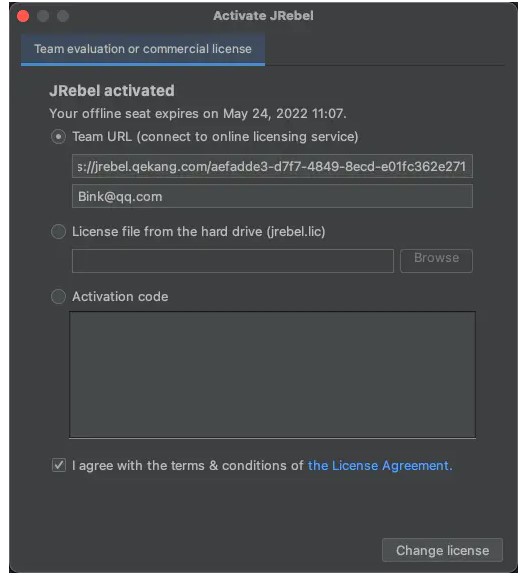 Activate JRebel
Team evaluation or commercial license
JRebel activated
Your offline seat expires on May 24, 2022 11:07.
Team URL (connect to online licensing service)
s://jrebel.qekang.com/aefadde3-d7f7-4849-8ecd-e01fc362e271
Bink@qq.com
License file from the hard drive (jrebel.lic)
Browse
Activation code
I agree with the terms & conditions of the License Agreement.
Change license